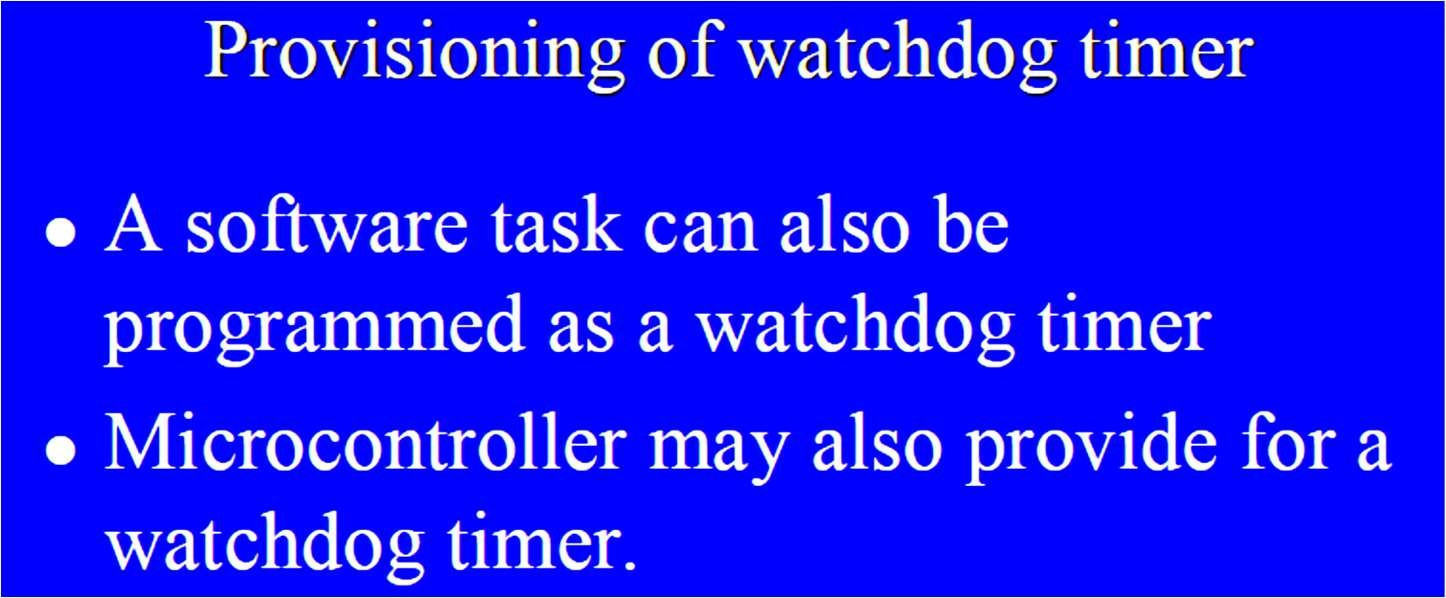 Provisioning of watchdog timer
● A software task can also be
programmed as a watchdog timer
● Microcontroller may also provide for a
watchdog timer.